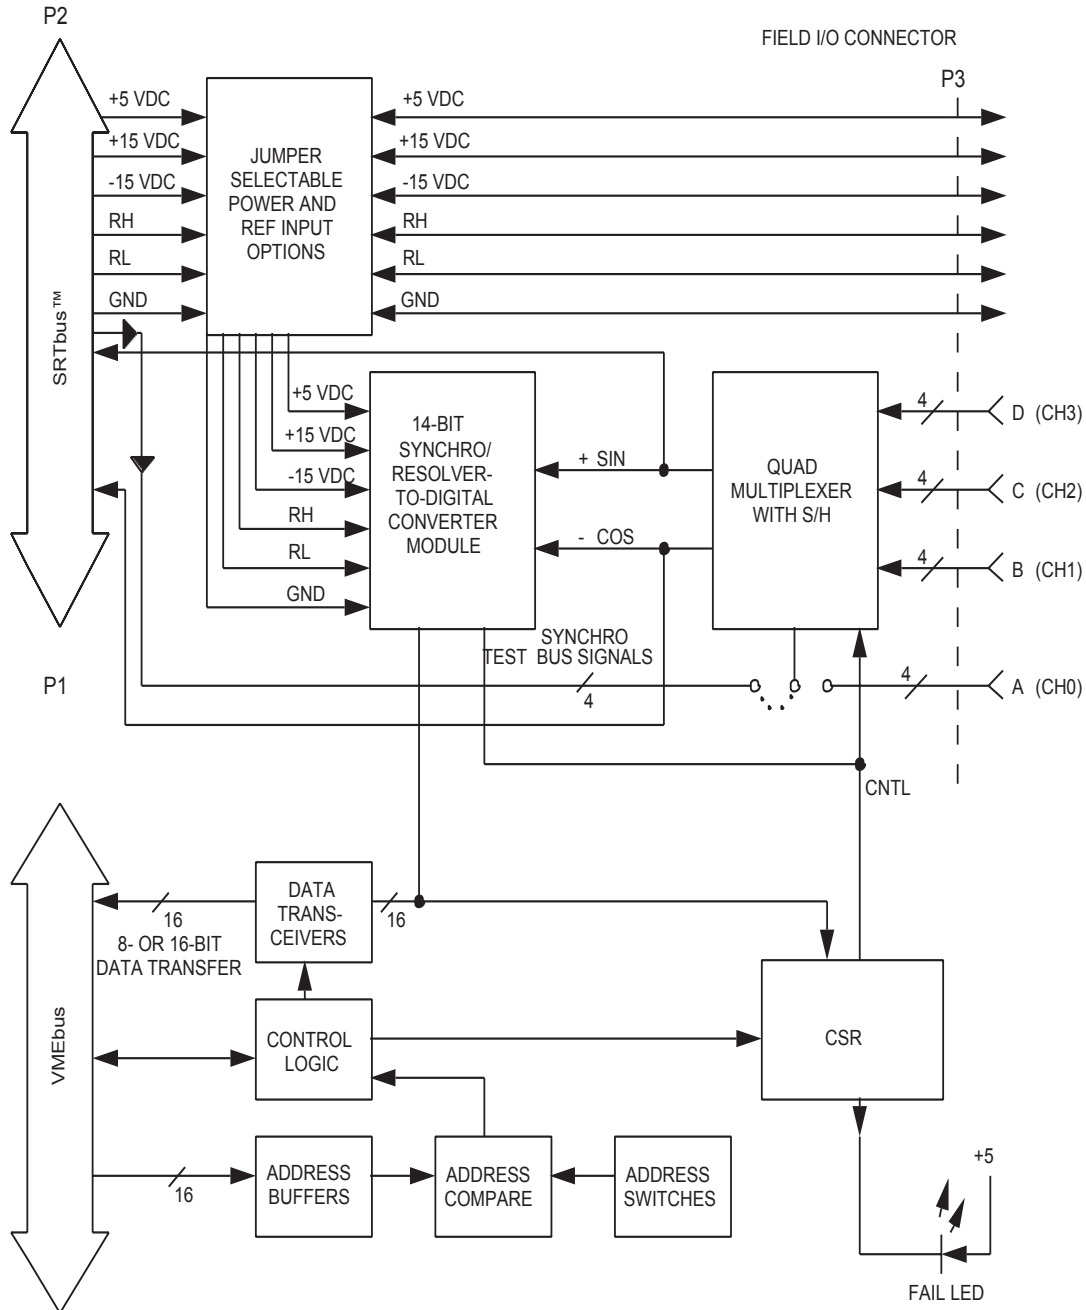 P2
FIELD I/O CONNECTOR
P3
+5 VDC
+15 VDC
-15 VDC
RH
RL
GND
JUMPER
SELECTABLE
POWER AND
REF INPUT
OPTIONS
+5 VDC
+15 VDC
-15 VDC
RH
RL
GND
SRTbus™
+5 VDC
+15 VDC
-15 VDC
RH
RL
GND
14-BIT
SYNCHRO/
RESOLVER-
TO-DIGITAL
CONVERTER
MODULE
+ SIN
- COS
QUAD
MULTIPLEXER
WITH S/H
4
D (CH3)
4
C (CH2)
4
B (CH1)
SYNCHRO
TEST BUS SIGNALS
4
4
A (CH0)
P1
CNTL
VMEbus
16
8- OR 16-BIT
DATA TRANSFER
DATA
TRANS-
CEIVERS
16
CONTROL
LOGIC
CSR
16
ADDRESS
BUFFERS
ADDRESS
COMPARE
ADDRESS
SWITCHES
+5
FAIL LED